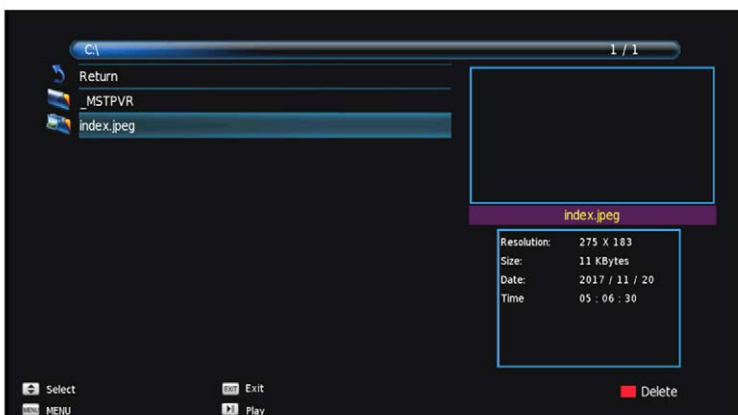 C:\ 1 / 1
Return
_MSTPVR
index.jpeg
index.jpeg
Resolution: 275 X 183
Size: 11 KBytes
Date: 2017 / 11 / 20
Time 05 : 06 : 30
Select EXIT Exit Delete
MENU MENU Play